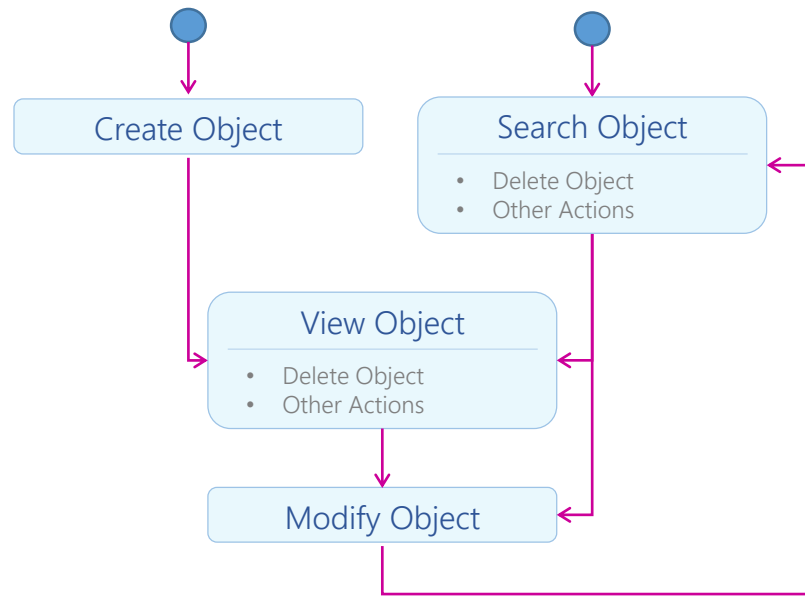 Create Object
Search Object
• Delete Object
• Other Actions
View Object
• Delete Object
• Other Actions
Modify Object